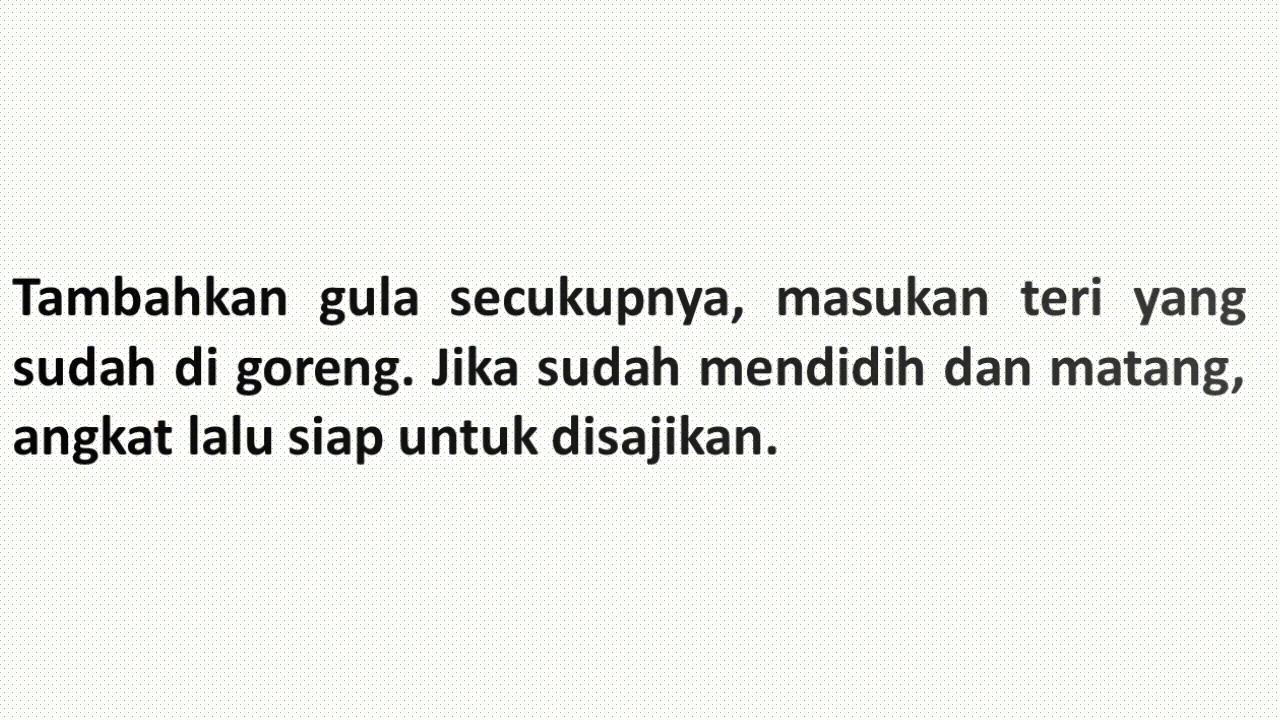 Tambahkan gula secukupnya, masukan teri yang
sudah di goreng. Jika sudah mendidih dan matang,
angkat lalu siap untuk disajikan.